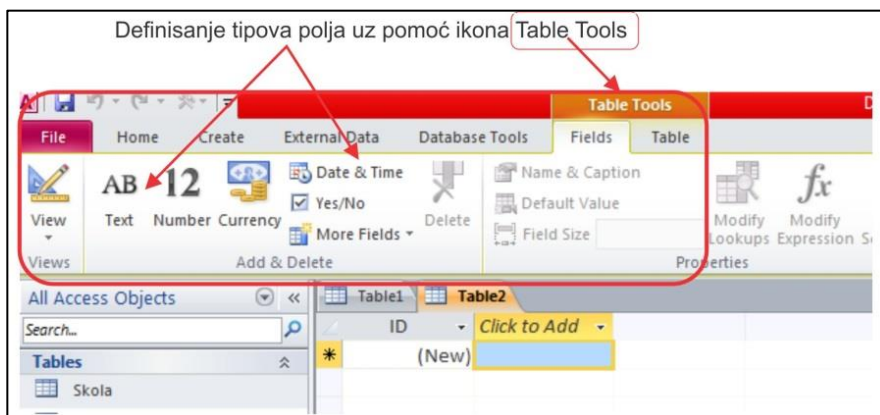 Definisanje tipova polja uz pomoć ikona Table Tools
Table Tools
File Home Create External Data Database Tools Fields Table
View
Views
AB Text
12 Number
Currency
Date & Time
Yes/No
More Fields
Delete
Add & Delete
Name & Caption
Default Value
Field Size
Modify Lookups
fx Modify Expression
Properties
All Access Objects
Table1 Table2
Search...
ID Click to Add
(New)
Tables
Skola